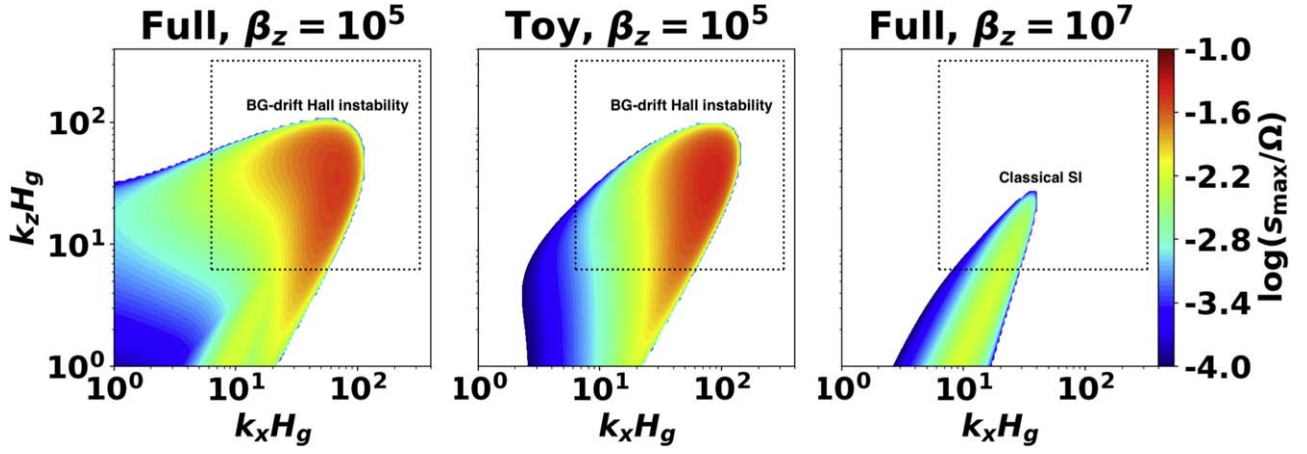 Full, β_z = 10^5
Toy, β_z = 10^5
Full, β_z = 10^7
BG-drift Hall instability
BG-drift Hall instability
Classical SI
10^2
10^1
10^0
k_zH_g
10^0 10^1 10^2
10^0 10^1 10^2
10^0 10^1 10^2
k_xH_g
k_xH_g
k_xH_g
-1.0
-1.6
-2.2
-2.8
-3.4
-4.0
log(s_max/Ω)